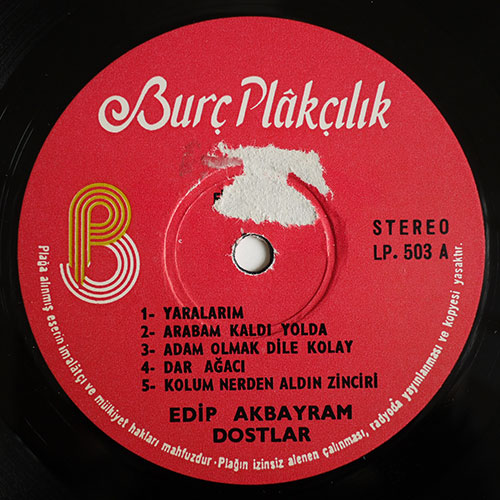 Burç Plâkçılık
STEREO
LP. 503 A
1- YARALARIM
2- ARABAM KALDI YOLDA
3- ADAM OLMAK DİLE KOLAY
4- DAR AĞACI
5- KOLUM NERDEN ALDIN ZİNCİRİ
EDİP AKBAYRAM
DOSTLAR
Plağa alınmış eserin imalâtçı ve mülkiyet hakları mahfuzdur · Plağın izinsiz alenen çalınması, radyoda yayınlanması ve kopyesi yasaktır.